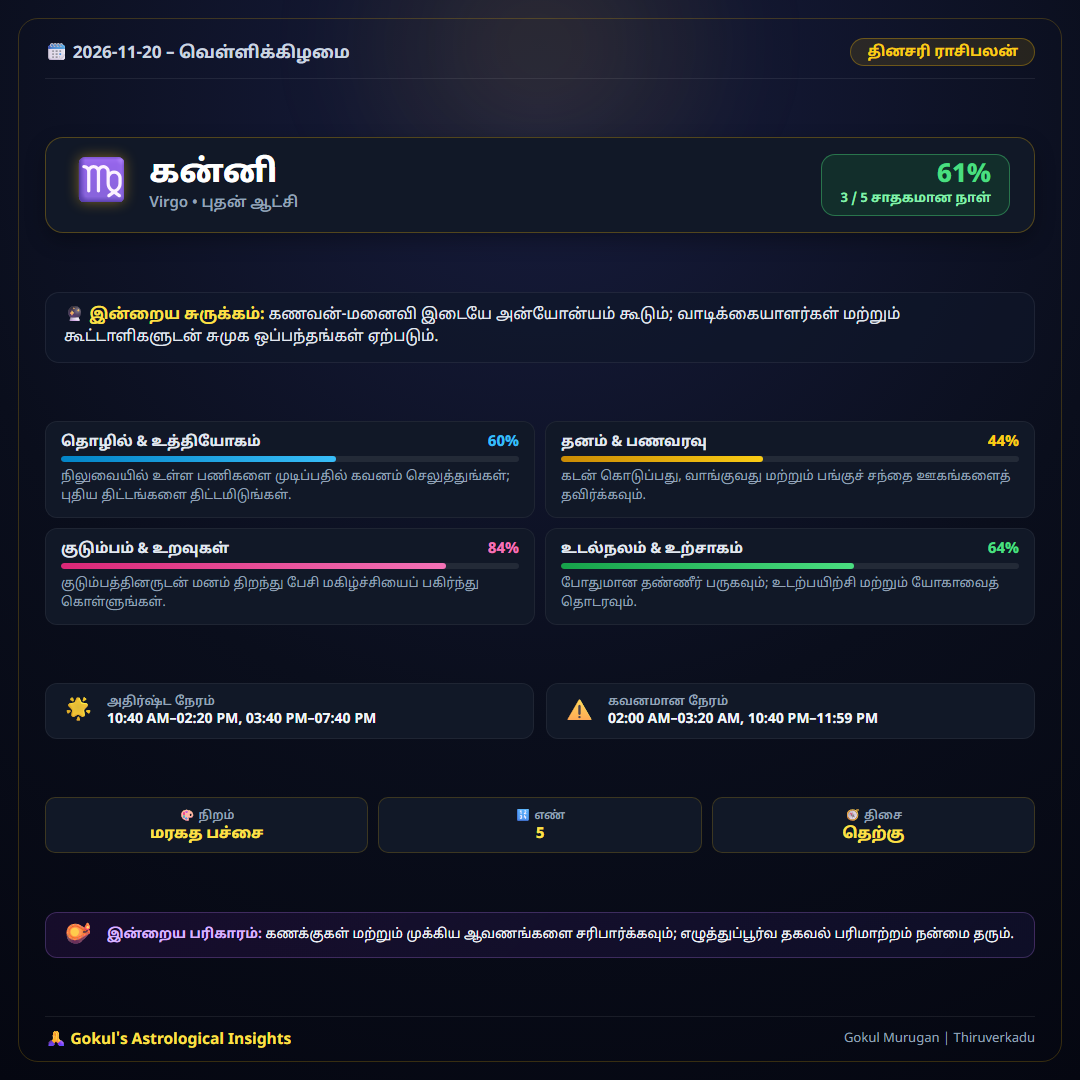 2026-11-20 – வெள்ளிக்கிழமை
தினசரி ராசிபலன்
கன்னி
Virgo • புதன் ஆட்சி
61%
3 / 5 சாதகமான நாள்
இன்றைய சுருக்கம்: கணவன்-மனைவி இடையே அன்யோன்யம் கூடும்; வாடிக்கையாளர்கள் மற்றும்
கூட்டாளிகளுடன் சுமுக ஒப்பந்தங்கள் ஏற்படும்.
தொழில் & உத்தியோகம் 60%
நிலுவையில் உள்ள பணிகளை முடிப்பதில் கவனம் செலுத்துங்கள்;
புதிய திட்டங்களை திட்டமிடுங்கள்.
தனம் & பணவரவு 44%
கடன் கொடுப்பது, வாங்குவது மற்றும் பங்குச் சந்தை ஊகங்களைத்
தவிர்க்கவும்.
குடும்பம் & உறவுகள் 84%
குடும்பத்தினருடன் மனம் திறந்து பேசி மகிழ்ச்சியைப் பகிர்ந்து
கொள்ளுங்கள்.
உடல்நலம் & உற்சாகம் 64%
போதுமான தண்ணீர் பருகவும்; உடற்பயிற்சி மற்றும் யோகாவைத்
தொடரவும்.
அதிர்ஷ்ட நேரம்
10:40 AM–02:20 PM, 03:40 PM–07:40 PM
கவனமான நேரம்
02:00 AM–03:20 AM, 10:40 PM–11:59 PM
நிறம்
மரகத பச்சை
எண்
5
திசை
தெற்கு
இன்றைய பரிகாரம்: கணக்குகள் மற்றும் முக்கிய ஆவணங்களை சரிபார்க்கவும்; எழுத்துப்பூர்வ தகவல் பரிமாற்றம் நன்மை தரும்.
Gokul's Astrological Insights
Gokul Murugan | Thiruverkadu